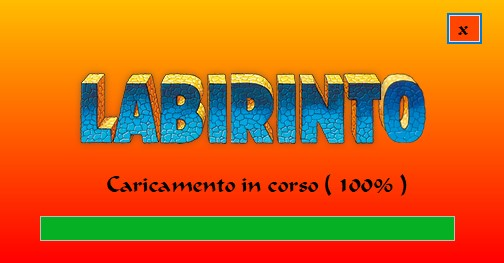 x
LABIRINTO
Caricamento in corso ( 100% )